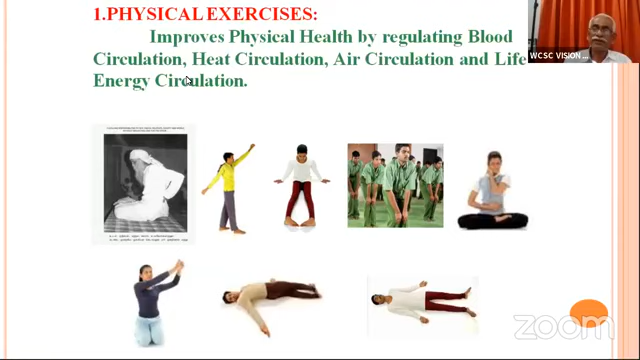 1.PHYSICAL EXERCISES:
Improves Physical Health by regulating Blood
Circulation, Heat Circulation, Air Circulation and Life
Energy Circulation.
WCSC VISION ...
zoom